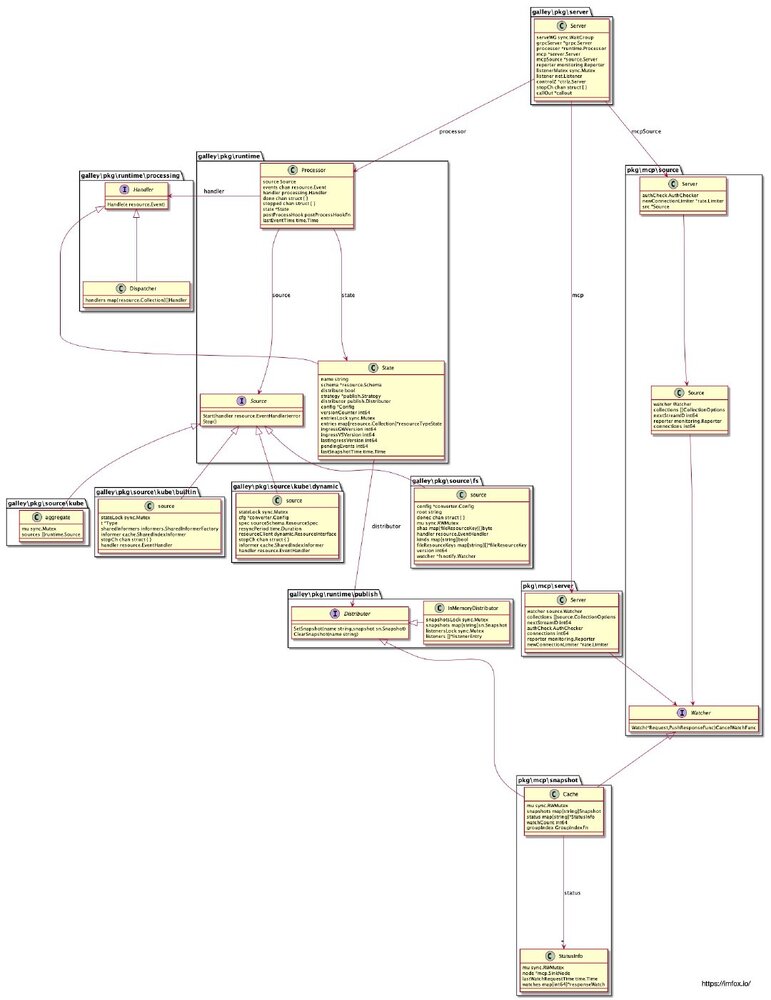 galley\pkg\server
C Server
serveWG sync.WaitGroup
grpcServer *grpc.Server
processor *runtime.Processor
mcp *server.Server
mcpSource *source.Server
reporter monitoring.Reporter
listenerMutex sync.Mutex
listener net.Listener
controlZ *ctrlz.Server
stopCh chan struct{}
callOut *callout
processor
mcpSource
mcp
galley\pkg\runtime
C Processor
source Source
events chan resource.Event
handler processing.Handler
done chan struct{}
stopped chan struct{}
state *State
postProcessHook postProcessHookFn
lastEventTime time.Time
handler
source
state
galley\pkg\runtime\processing
I Handler
Handle(e resource.Event)
C Dispatcher
handlers map[resource.Collection][]Handler
pkg\mcp\source
C Server
authCheck AuthChecker
newConnectionLimiter *rate.Limiter
src *Source
C State
name string
schema *resource.Schema
distribute bool
strategy *publish.Strategy
distributor publish.Distributor
config *Config
versionCounter int64
entriesLock sync.Mutex
entries map[resource.Collection]*resourceTypeState
ingressGWVersion int64
ingressVSVersion int64
lastIngressVersion int64
pendingEvents int64
lastSnapshotTime time.Time
I Source
Start(handler resource.EventHandler)error
Stop()
C Source
watcher Watcher
collections []CollectionOptions
nextStreamID int64
reporter monitoring.Reporter
connections int64
galley\pkg\source\kube
C aggregate
mu sync.Mutex
sources []runtime.Source
galley\pkg\source\kube\builtin
C source
stateLock sync.Mutex
t *Type
sharedInformers informers.SharedInformerFactory
informer cache.SharedIndexInformer
stopCh chan struct{}
handler resource.EventHandler
galley\pkg\source\kube\dynamic
C source
stateLock sync.Mutex
cfg *converter.Config
spec sourceSchema.ResourceSpec
resyncPeriod time.Duration
resourceClient dynamic.ResourceInterface
stopCh chan struct{}
informer cache.SharedIndexInformer
handler resource.EventHandler
galley\pkg\source\fs
C source
config *converter.Config
root string
donec chan struct{}
mu sync.RWMutex
shas map[fileResourceKey][]byte
handler resource.EventHandler
kinds map[string]bool
fileResourceKeys map[string][]*fileResourceKey
version int64
watcher *fsnotify.Watcher
distributor
galley\pkg\runtime\publish
I Distributer
SetSnapshot(name string,snapshot sn.Snapshot)
ClearSnapshot(name string)
C InMemoryDistributor
snapshotsLock sync.Mutex
snapshots map[string]sn.Snapshot
listenersLock sync.Mutex
listeners []*listenerEntry
pkg\mcp\server
C Server
watcher source.Watcher
collections []source.CollectionOptions
nextStreamID int64
authCheck AuthChecker
connections int64
reporter monitoring.Reporter
newConnectionLimiter *rate.Limiter
I Watcher
Watch(*Request,PushResponseFunc)CancelWatchFunc
pkg\mcp\snapshot
C Cache
mu sync.RWMutex
snapshots map[string]Snapshot
status map[string]*StatusInfo
watchCount int64
groupIndex GroupIndexFn
status
*
C StatusInfo
mu sync.RWMutex
node *mcp.SinkNode
lastWatchRequestTime time.Time
watches map[int64]*responseWatch
https://imfox.io/